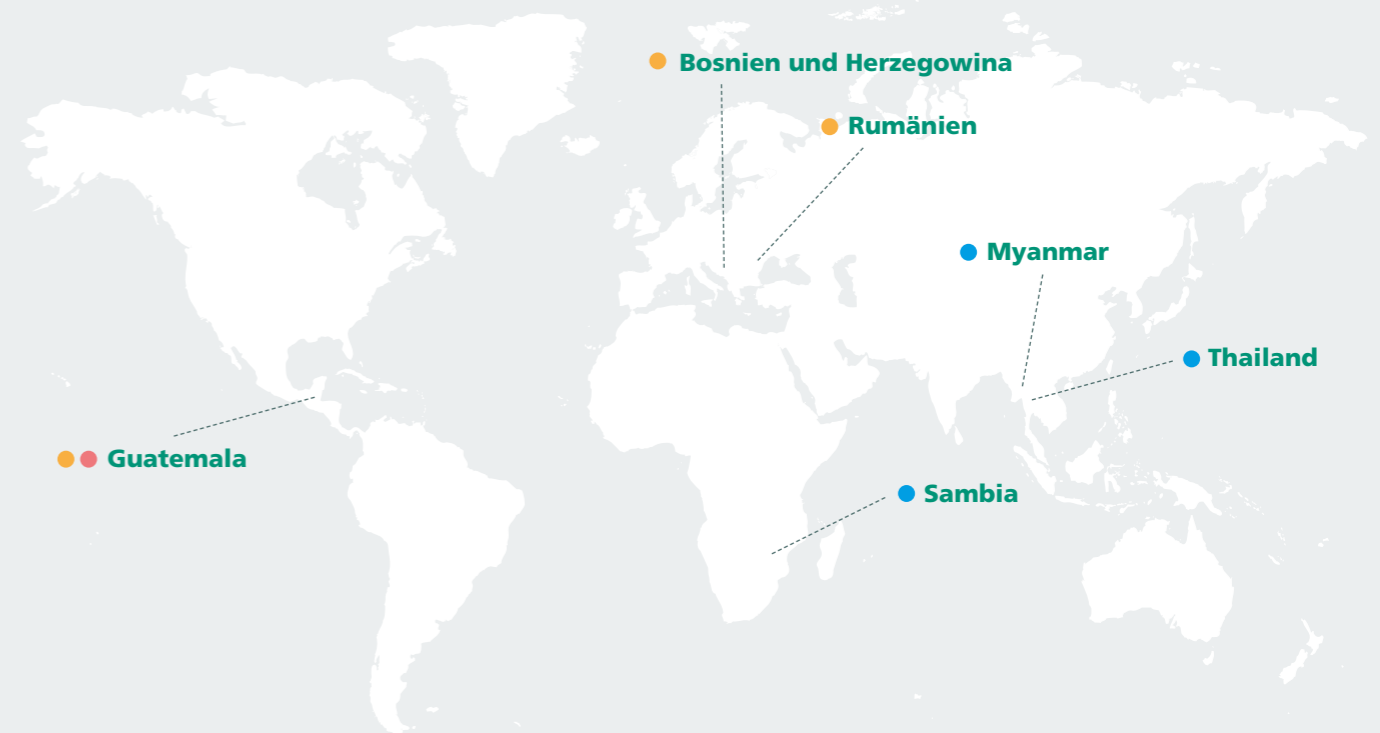 Bosnien und Herzegowina
Rumänien
Myanmar
Thailand
Guatemala
Sambia